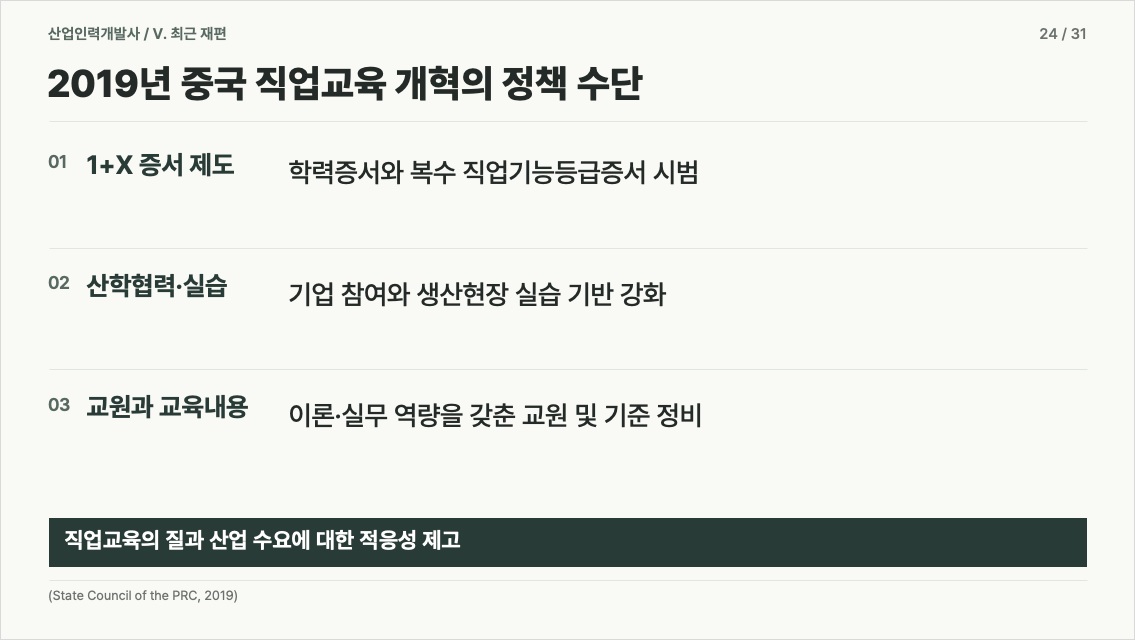 산업인력개발사 / V. 최근 재편
24 / 31
2019년 중국 직업교육 개혁의 정책 수단
01 1+X 증서 제도 학력증서와 복수 직업기능등급증서 시범
02 산학협력·실습 기업 참여와 생산현장 실습 기반 강화
03 교원과 교육내용 이론·실무 역량을 갖춘 교원 및 기준 정비
직업교육의 질과 산업 수요에 대한 적응성 제고
(State Council of the PRC, 2019)